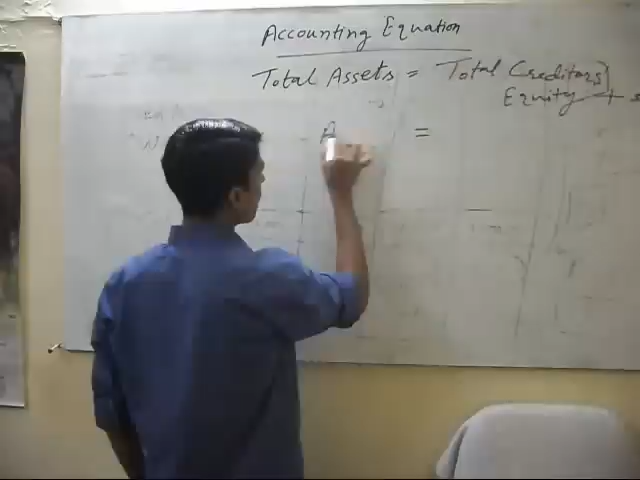 Accounting Equation
Total Assets = Total Creditors
Equity + s
A =